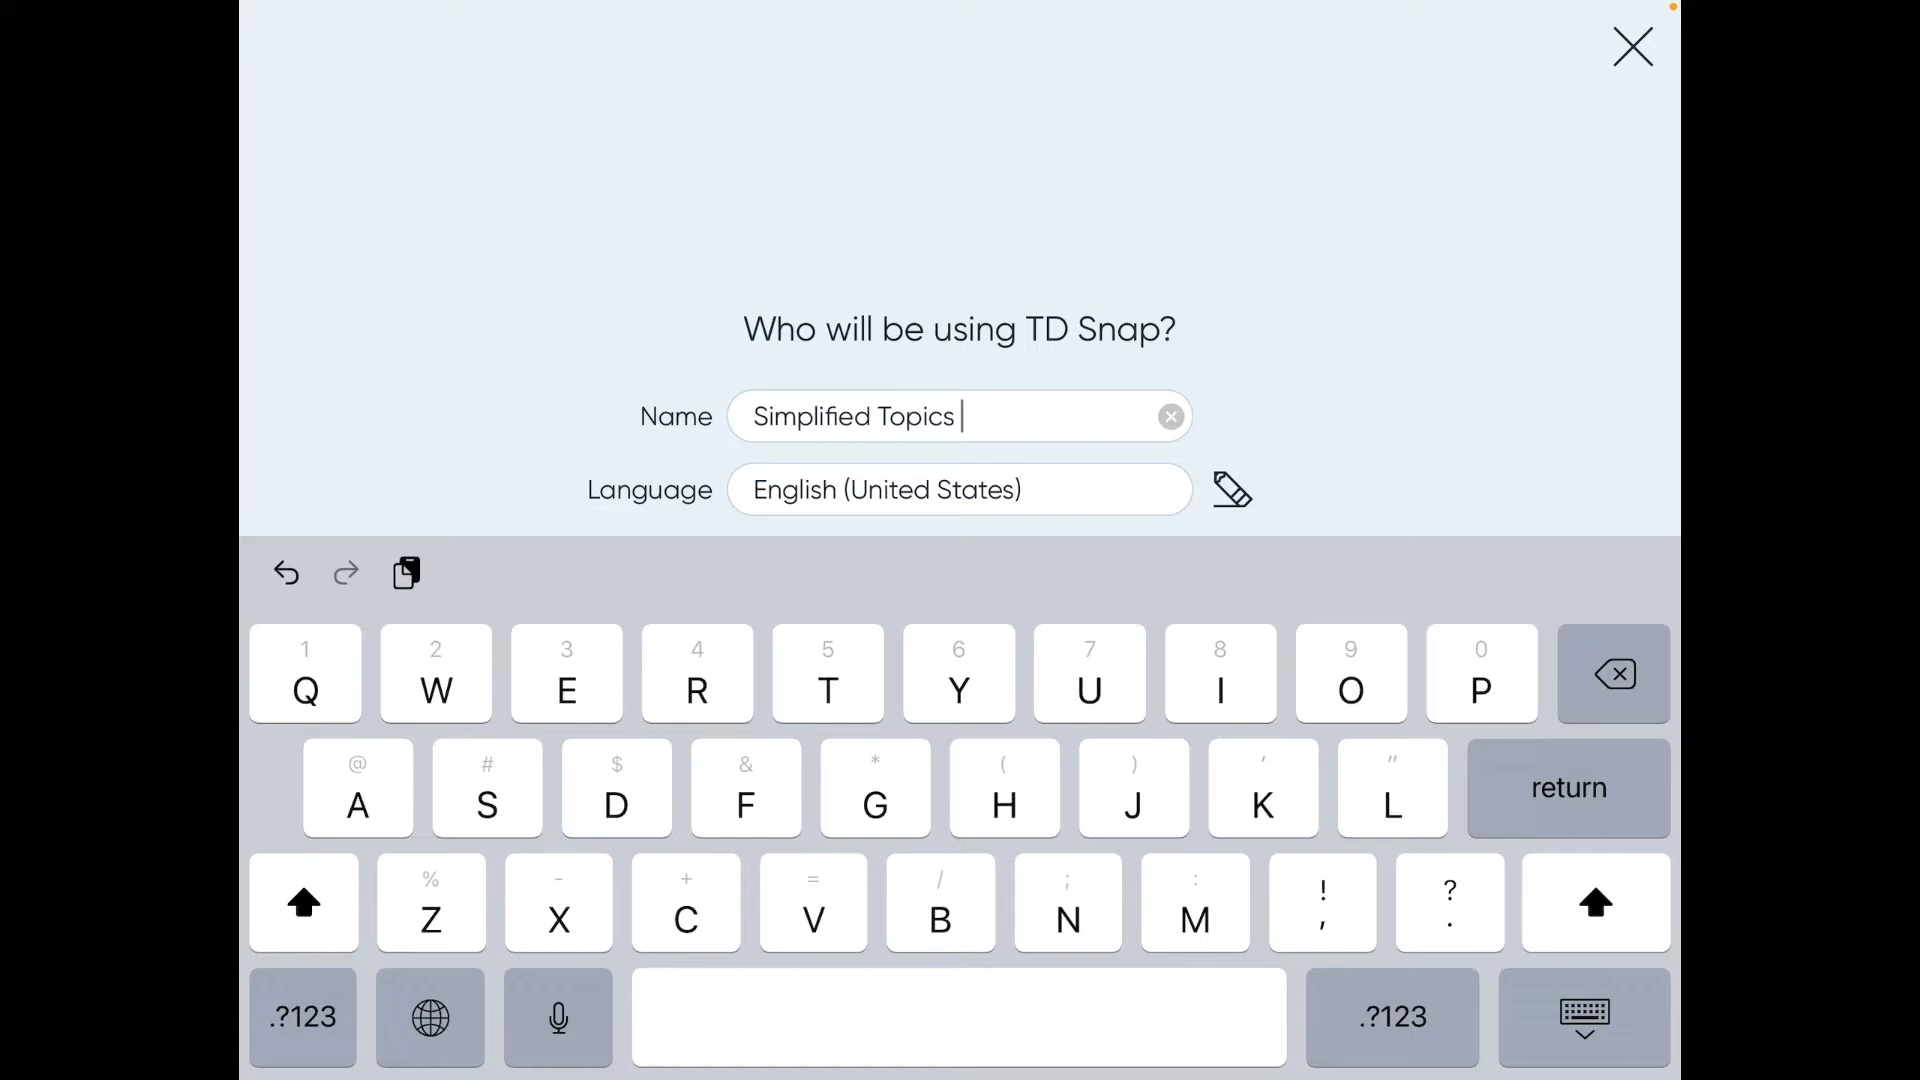 Who will be using TD Snap?
Name Simplified Topics
Language English (United States)
1 2 3 4 5 6 7 8 9 0
Q W E R T Y U I O P
@ # $ & * ( ) ' "
A S D F G H J K L return
% - + = / ; : ! ?
Z X C V B N M , .
.?123 .?123